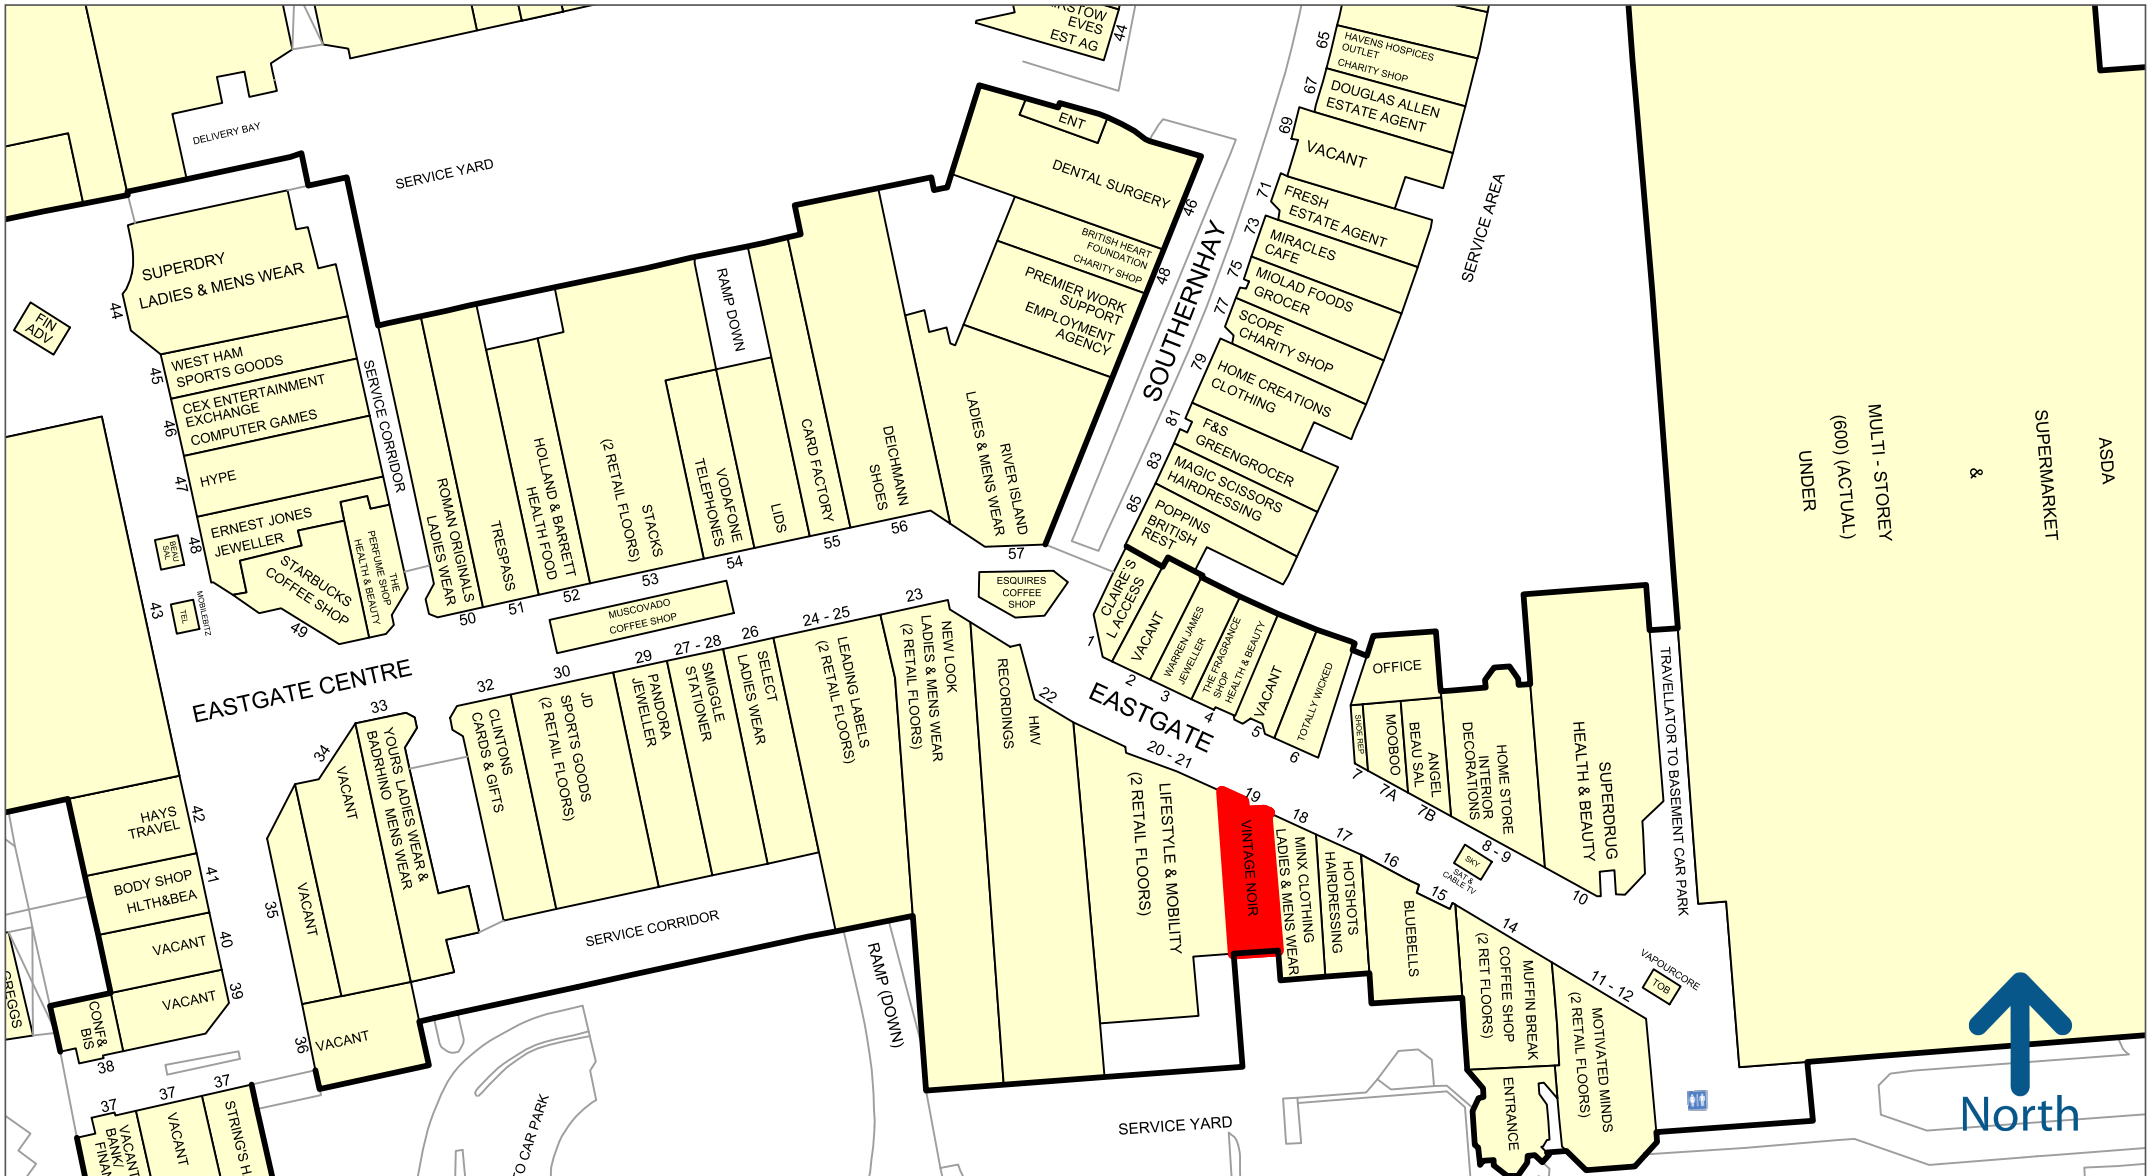 EVES
EST AG
44
DELIVERY BAY
SERVICE YARD
ENT
DENTAL SURGERY
46
BRITISH HEART
FOUNDATION
CHARITY SHOP
48
PREMIER WORK
SUPPORT
EMPLOYMENT
AGENCY
65
HAVENS HOSPICES
OUTLET
CHARITY SHOP
67
DOUGLAS ALLEN
ESTATE AGENT
69
VACANT
71
FRESH
ESTATE AGENT
73
MIRACLES
CAFE
75
MIOLAD FOODS
GROCER
77
SCOPE
CHARITY SHOP
79
HOME CREATIONS
CLOTHING
81
F&S
GREENGROCER
83
MAGIC SCISSORS
HAIRDRESSING
85
POPPINS
BRITISH
REST
SOUTHERNHAY
SERVICE AREA
ASDA
SUPERMARKET
&
MULTI - STOREY
(600) (ACTUAL)
UNDER
FIN
ADV
44
SUPERDRY
LADIES & MENS WEAR
45
WEST HAM
SPORTS GOODS
46
CEX ENTERTAINMENT
EXCHANGE
COMPUTER GAMES
47
HYPE
48
ERNEST JONES
JEWELLER
STARBUCKS
COFFEE SHOP
49
THE
PERFUME SHOP
HEALTH & BEAUTY
SERVICE CORRIDOR
BEAU
SAL
TEL
MOBILEBITZ
43
ROMAN ORIGINALS
LADIES WEAR
50
TRESPASS
51
HOLLAND & BARRETT
HEALTH FOOD
52
STACKS
(2 RETAIL FLOORS)
53
RAMP DOWN
VODAFONE
TELEPHONES
54
LIDS
CARD FACTORY
55
DEICHMANN
SHOES
56
RIVER ISLAND
LADIES & MENS WEAR
57
MUSCOVADO
COFFEE SHOP
ESQUIRES
COFFEE
SHOP
EASTGATE CENTRE
33
34
YOURS LADIES WEAR &
BADRHINO MENS WEAR
VACANT
VACANT
35
VACANT
36
32
CLINTONS
CARDS & GIFTS
30
JD
SPORTS GOODS
(2 RETAIL FLOORS)
29
PANDORA
JEWELLER
27 - 28
SMIGGLE
STATIONER
26
SELECT
LADIES WEAR
24 - 25
LEADING LABELS
(2 RETAIL FLOORS)
23
NEW LOOK
LADIES & MENS WEAR
(2 RETAIL FLOORS)
22
HMV
RECORDINGS
20 - 21
LIFESTYLE & MOBILITY
(2 RETAIL FLOORS)
19
VINTAGE NOIR
18
MINX CLOTHING
LADIES & MENS WEAR
17
HOTSHOTS
HAIRDRESSING
16
BLUEBELLS
15
14
MUFFIN BREAK
COFFEE SHOP
(2 RET FLOORS)
11 - 12
MOTIVATED MINDS
(2 RETAIL FLOORS)
ENTRANCE
EASTGATE
1
CLAIRE'S
L ACCESS
2
VACANT
3
WARREN JAMES
JEWELLER
4
THE FRAGRANCE
SHOP
HEALTH & BEAUTY
5
VACANT
6
TOTALLY WICKED
OFFICE
7
SHOE REP
7A
MOOBOO
7B
ANGEL
BEAU SAL
8 - 9
HOME STORE
INTERIOR
DECORATIONS
10
SUPERDRUG
HEALTH & BEAUTY
TRAVELLATOR TO BASEMENT CAR PARK
SKY
SAT &
CABLE TV
VAPOURCORE
TOB
42
HAYS
TRAVEL
41
BODY SHOP
HLTH&BEA
40
VACANT
39
VACANT
CONF&
BIS
38
GREGGS
37
37
37
VACANT
BANK/
VACANT
STRING'S
SERVICE CORRIDOR
RAMP (DOWN)
TO CAR PARK
SERVICE YARD
North